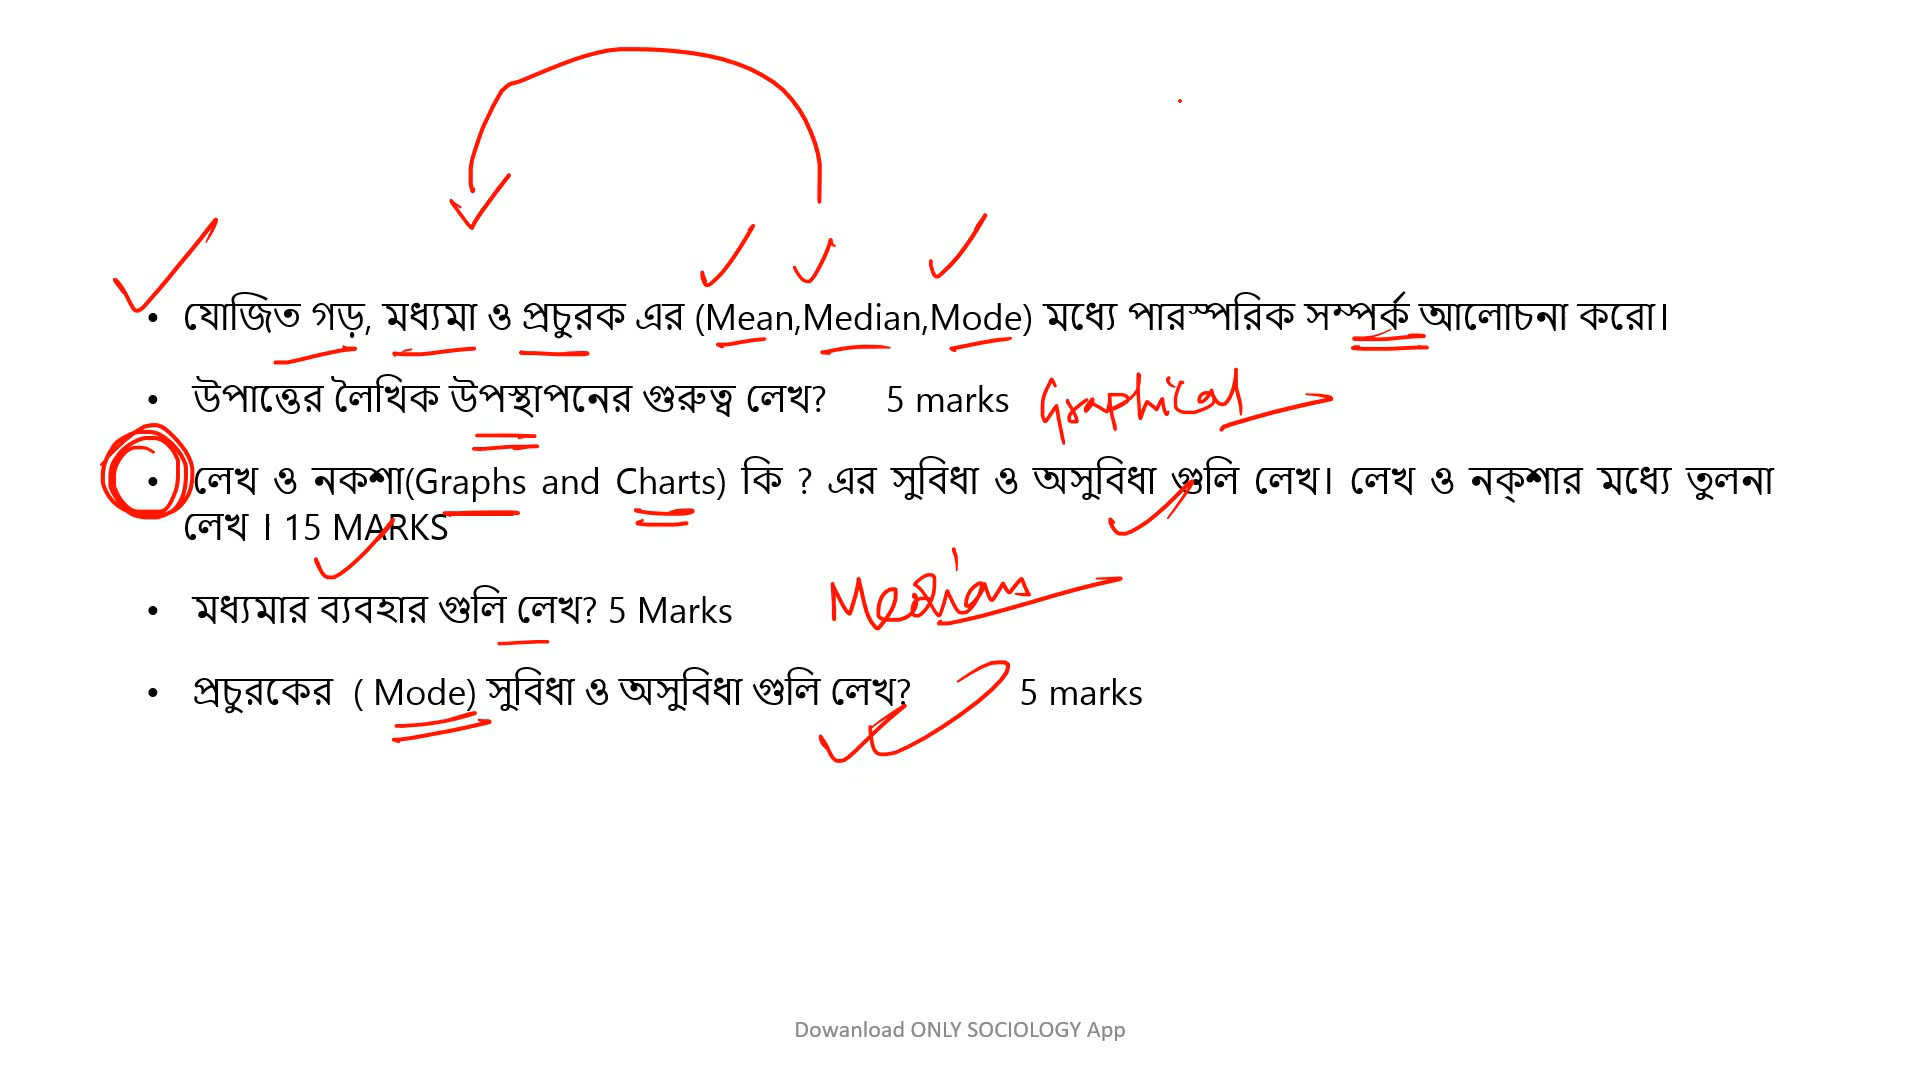 • যোজিত গড়, মধ্যমা ও প্রচুরক এর (Mean,Median,Mode) মধ্যে পারস্পরিক সম্পর্ক আলোচনা করো।
• উপাত্তের লৈখিক উপস্থাপনের গুরুত্ব লেখ? 5 marks Graphical
• লেখ ও নকশা(Graphs and Charts) কি ? এর সুবিধা ও অসুবিধা গুলি লেখ। লেখ ও নক্শার মধ্যে তুলনা
লেখ । 15 MARKS
• মধ্যমার ব্যবহার গুলি লেখ? 5 Marks Medians
• প্রচুরকের ( Mode) সুবিধা ও অসুবিধা গুলি লেখ? 5 marks
Dowanload ONLY SOCIOLOGY App